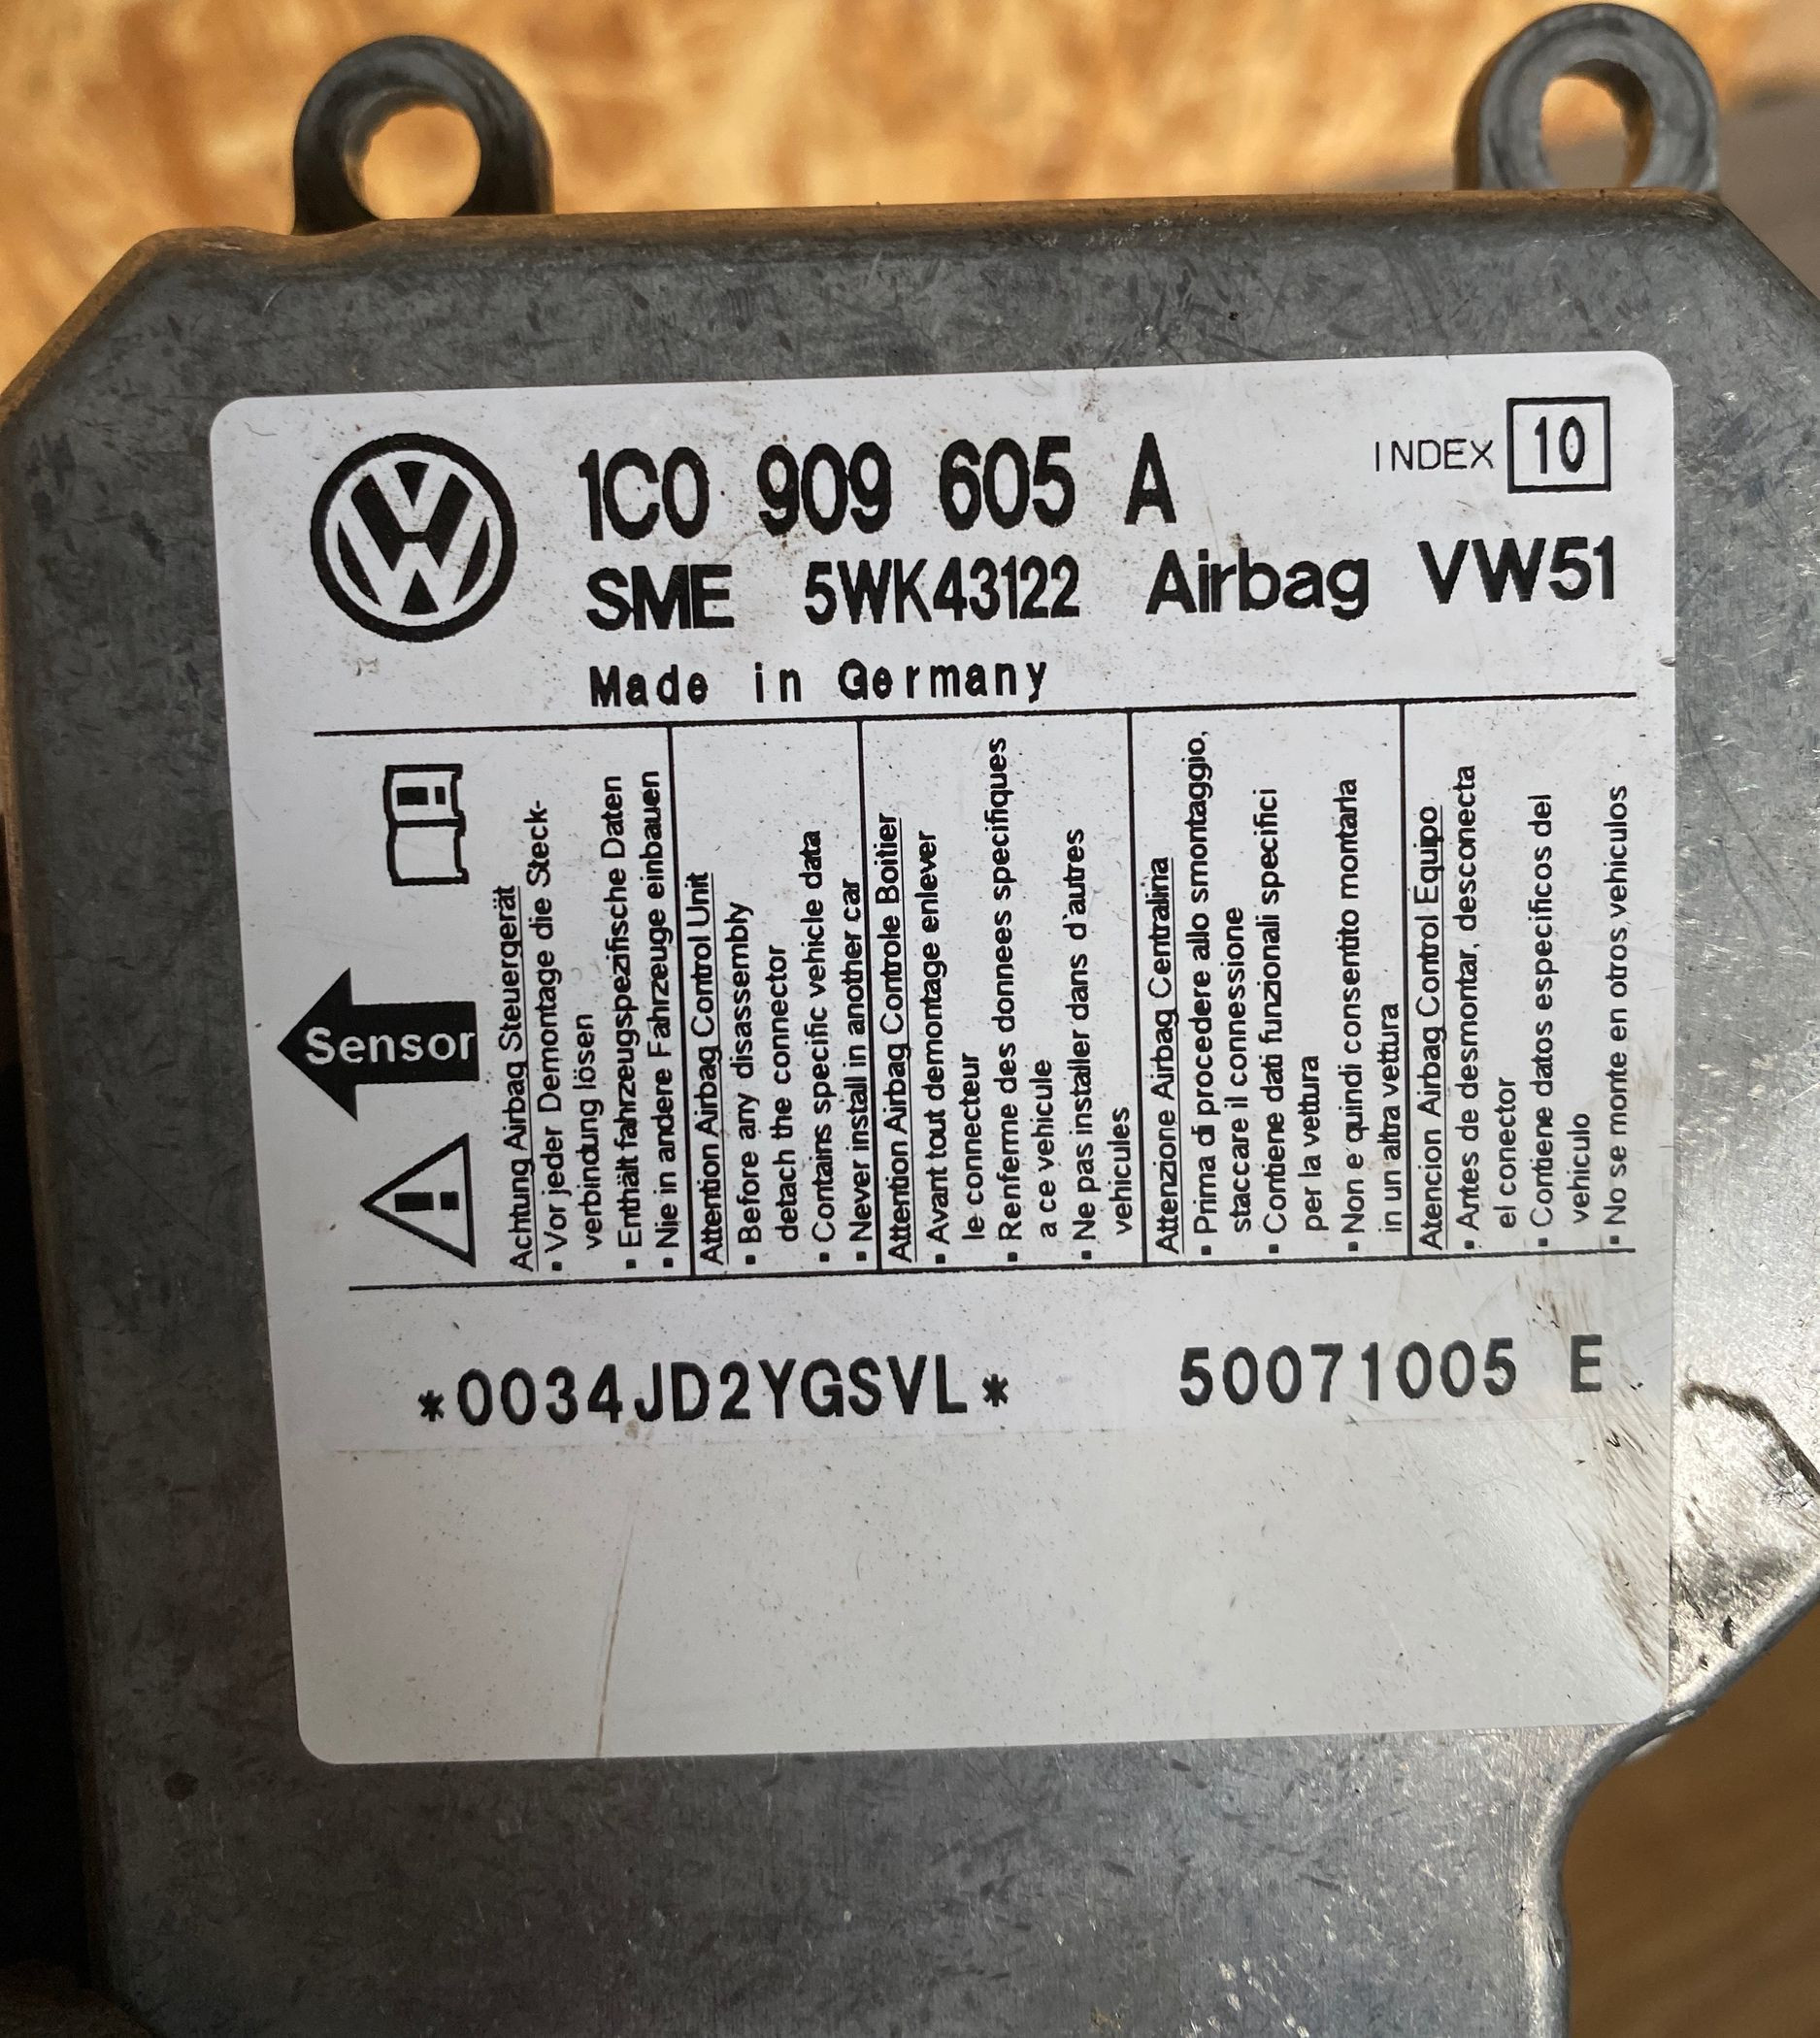 1C0 909 605 A
INDEX 10
SME 5WK43122 Airbag VW51
Made in Germany
Sensor
Achtung Airbag Steuergerät
▪ Vor jeder Demontage die Steck-
verbindung lösen
▪ Enthält fahrzeugspezifische Daten
▪ Nie in andere Fahrzeuge einbauen
Attention Airbag Control Unit
▪ Before any disassembly
detach the connector
▪ Contains specific vehicle data
▪ Never install in another car
Attention Airbag Controle Boitier
▪ Avant tout demontage enlever
le connecteur
▪ Renferme des donnees specifiques
a ce vehicule
▪ Ne pas installer dans d`autres
vehicules
Attenzione Airbag Centralina
▪ Prima di procedere allo smontaggio,
staccare il connessione
▪ Contiene dati funzionali specifici
per la vettura
▪ Non e`quindi consentito montarla
in un altra vettura
Atencion Airbag Control Equipo
▪ Antes de desmontar, desconecta
el conector
▪ Contiene datos especificos del
vehiculo
▪ No se monte en otros vehiculos
*0034JD2YGSVL* 50071005 E